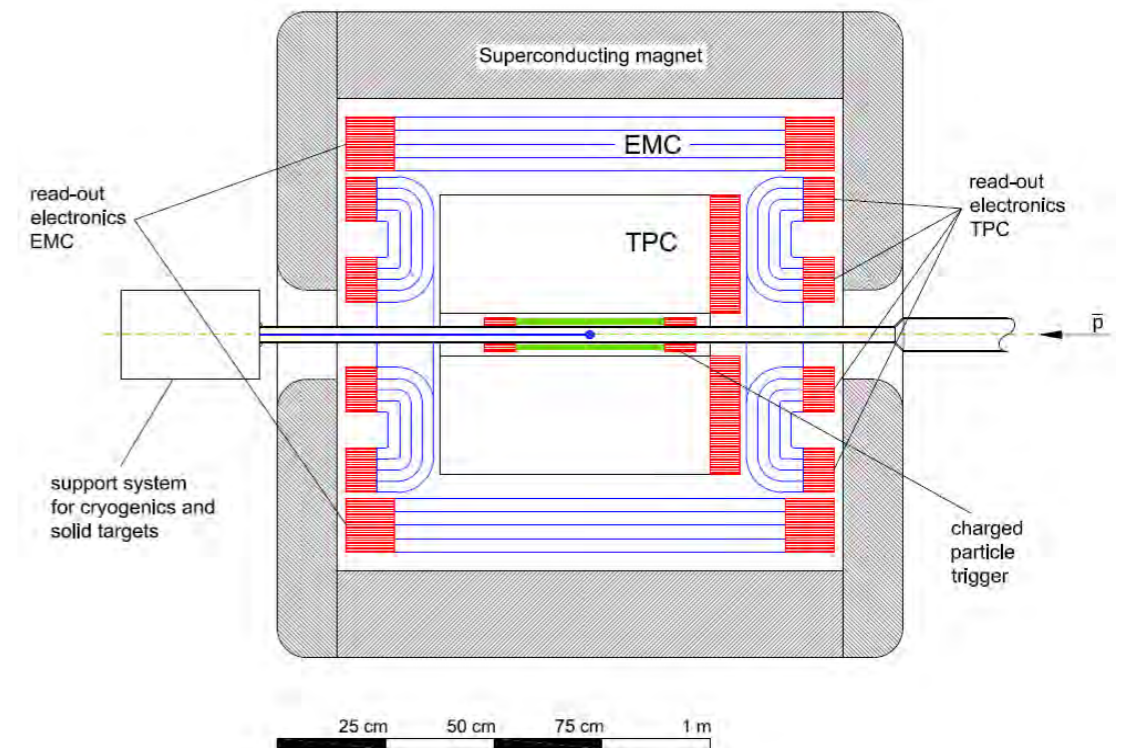 Superconducting magnet
EMC
read-out
electronics
EMC
TPC
read-out
electronics
TPC
p̅
support system
for cryogenics and
solid targets
charged
particle
trigger
25 cm 50 cm 75 cm 1 m